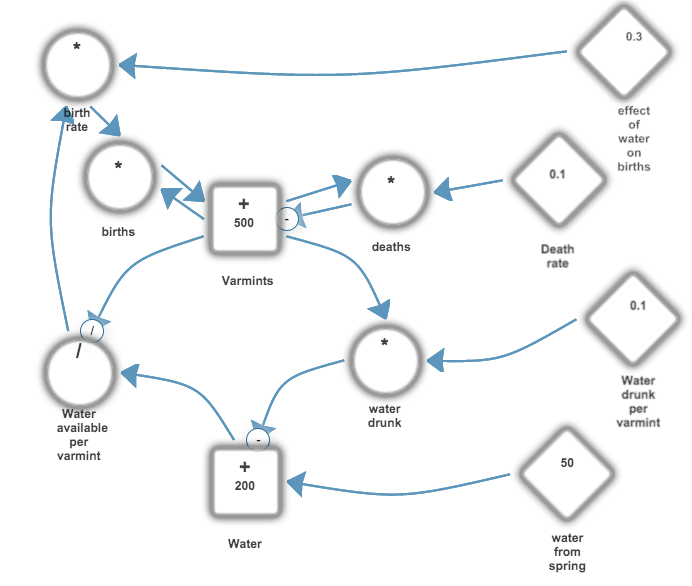 *
0.3
birth
rate
effect
of
water
on
births
*
births
+
500
-
Varmints
*
deaths
0.1
Death
rate
/
/
Water
available
per
varmint
*
water
drunk
0.1
Water
drunk
per
varmint
-
+
200
Water
50
water
from
spring